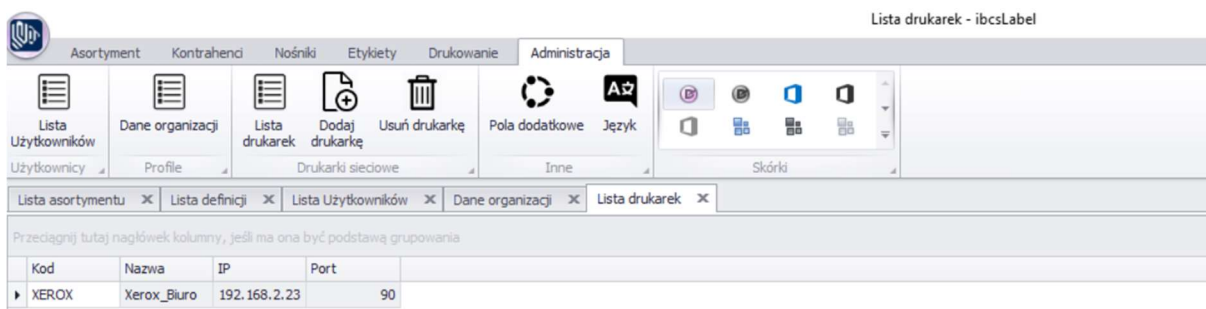 Lista drukarek - ibcsLabel
Asortyment Kontrahenci Nośniki Etykiety Drukowanie Administracja
Lista Użytkowników
Dane organizacji
Lista drukarek
Dodaj drukarkę
Usuń drukarkę
Pola dodatkowe
Język
Użytkownicy Profile Drukarki sieciowe Inne Skórki
Lista asortymentu Lista definicji Lista Użytkowników Dane organizacji Lista drukarek
Przeciągnij tutaj nagłówek kolumny, jeśli ma ona być podstawą grupowania
Kod Nazwa IP Port
XEROX Xerox_Biuro 192.168.2.23 90